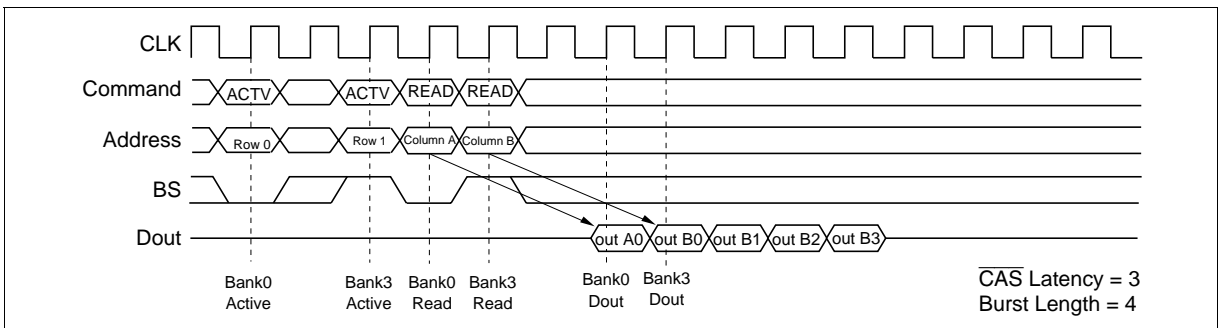 CLK
Command ACTV ACTV READ READ
Address Row 0 Row 1 Column A Column B
BS
Dout out A0 out B0 out B1 out B2 out B3
Bank0 Bank3 Bank0 Bank3 Bank0 Bank3
Active Active Read Read Dout Dout
CAS Latency = 3
Burst Length = 4